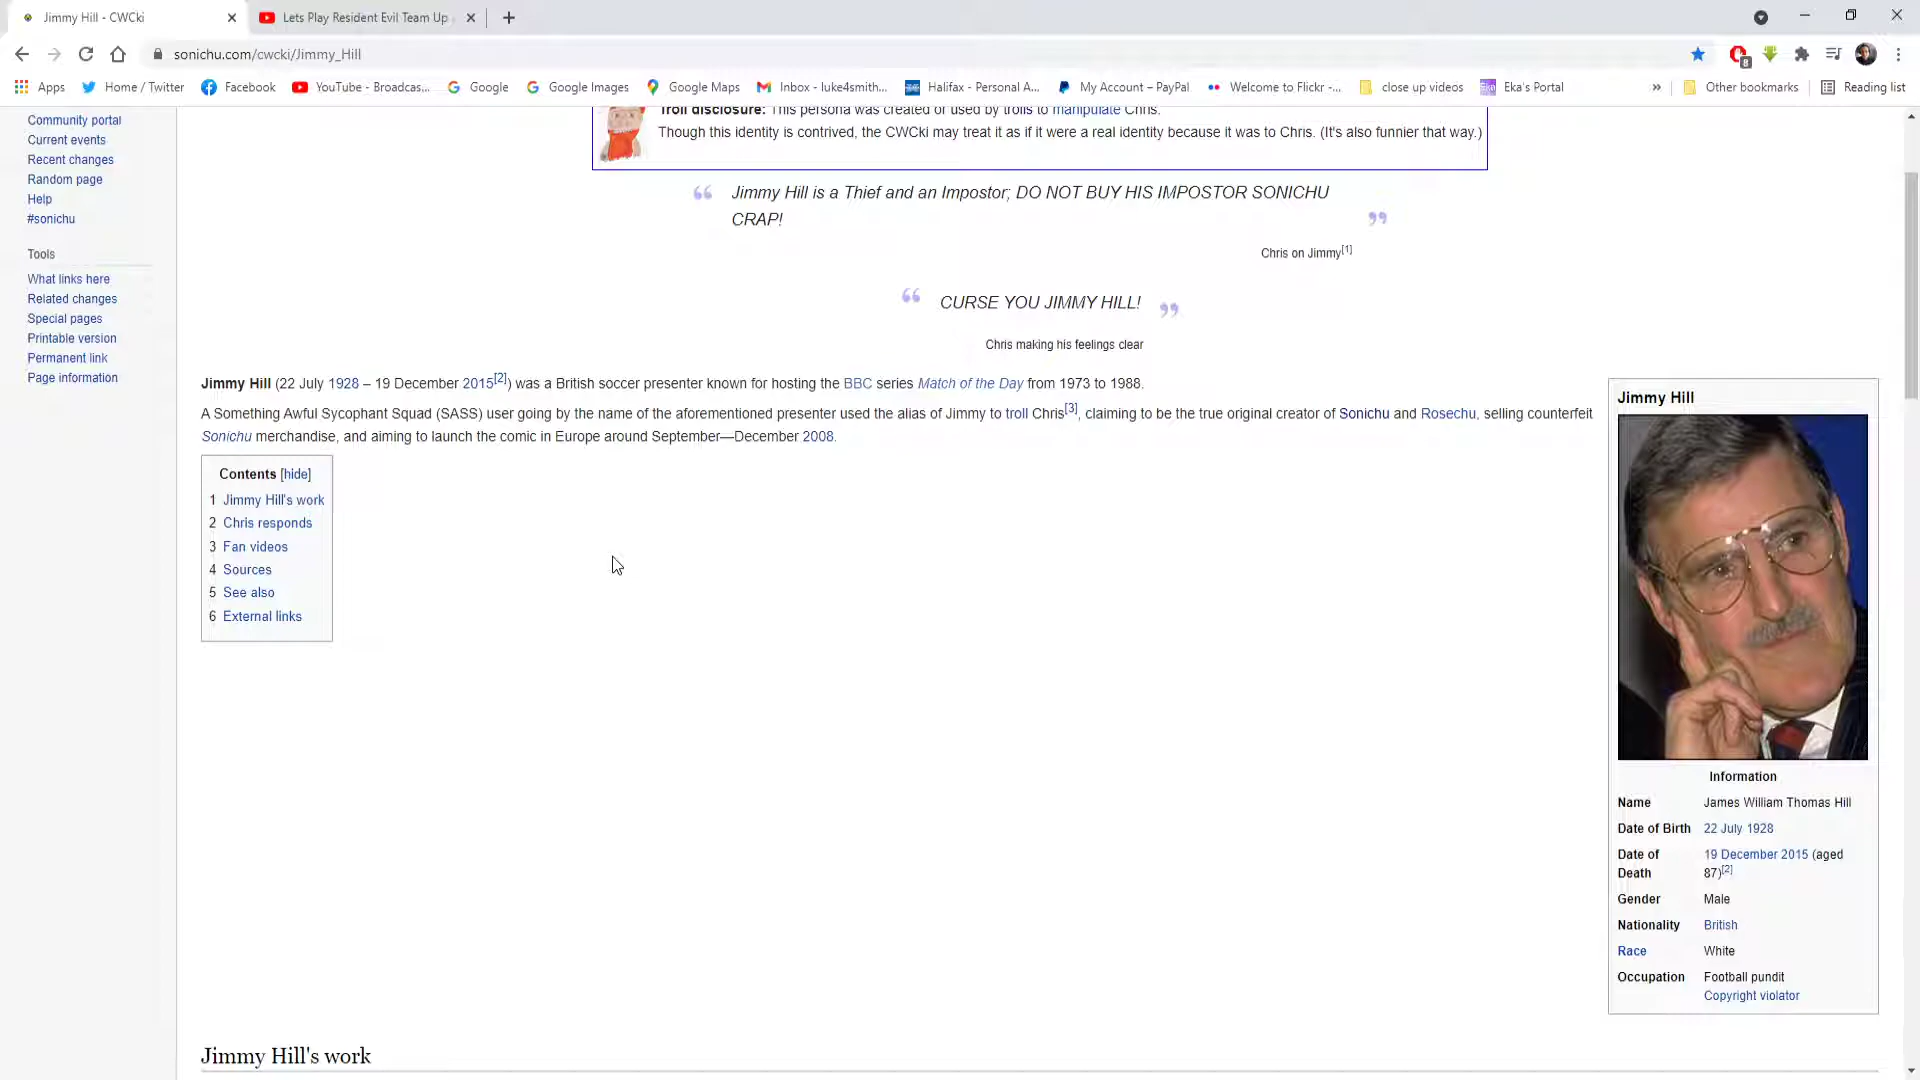 Jimmy Hill - CWCki
Lets Play Resident Evil Team Up
sonichu.com/cwcki/Jimmy_Hill
8
Apps Home / Twitter Facebook YouTube - Broadcas... Google Google Images Google Maps Inbox - luke4smith... Halifax - Personal A... My Account – PayPal Welcome to Flickr -... close up videos Eka's Portal » Other bookmarks Reading list
Community portal
Current events
Recent changes
Random page
Help
#sonichu
Tools
What links here
Related changes
Special pages
Printable version
Permanent link
Page information
Troll disclosure: This persona was created or used by trolls to manipulate Chris.
Though this identity is contrived, the CWCki may treat it as if it were a real identity because it was to Chris. (It's also funnier that way.)
“ Jimmy Hill is a Thief and an Impostor; DO NOT BUY HIS IMPOSTOR SONICHU
CRAP! ”
Chris on Jimmy[1]
“ CURSE YOU JIMMY HILL! ”
Chris making his feelings clear
Jimmy Hill (22 July 1928 – 19 December 2015[2]) was a British soccer presenter known for hosting the BBC series Match of the Day from 1973 to 1988.
A Something Awful Sycophant Squad (SASS) user going by the name of the aforementioned presenter used the alias of Jimmy to troll Chris[3], claiming to be the true original creator of Sonichu and Rosechu, selling counterfeit
Sonichu merchandise, and aiming to launch the comic in Europe around September—December 2008.
Contents [hide]
1 Jimmy Hill's work
2 Chris responds
3 Fan videos
4 Sources
5 See also
6 External links
Jimmy Hill
Information
Name James William Thomas Hill
Date of Birth 22 July 1928
Date of 19 December 2015 (aged
Death 87)[2]
Gender Male
Nationality British
Race White
Occupation Football pundit
Copyright violator
Jimmy Hill's work